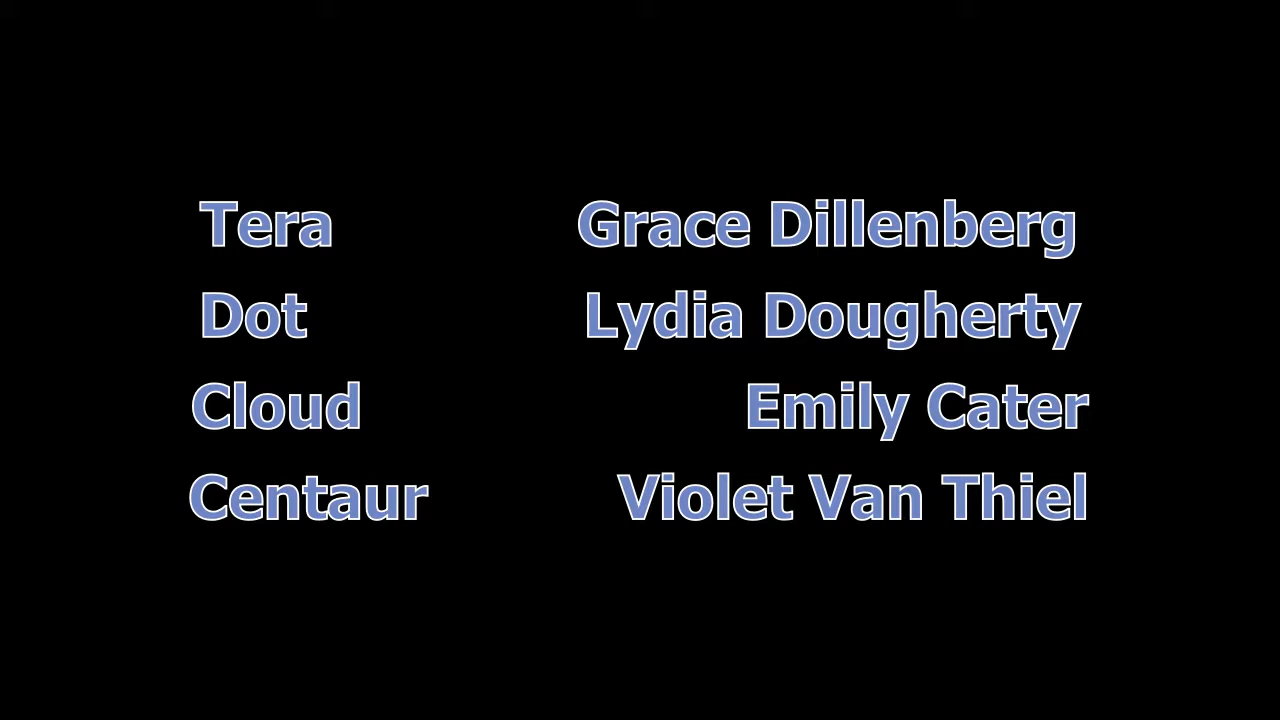 Tera Grace Dillenberg
Dot Lydia Dougherty
Cloud Emily Cater
Centaur Violet Van Thiel